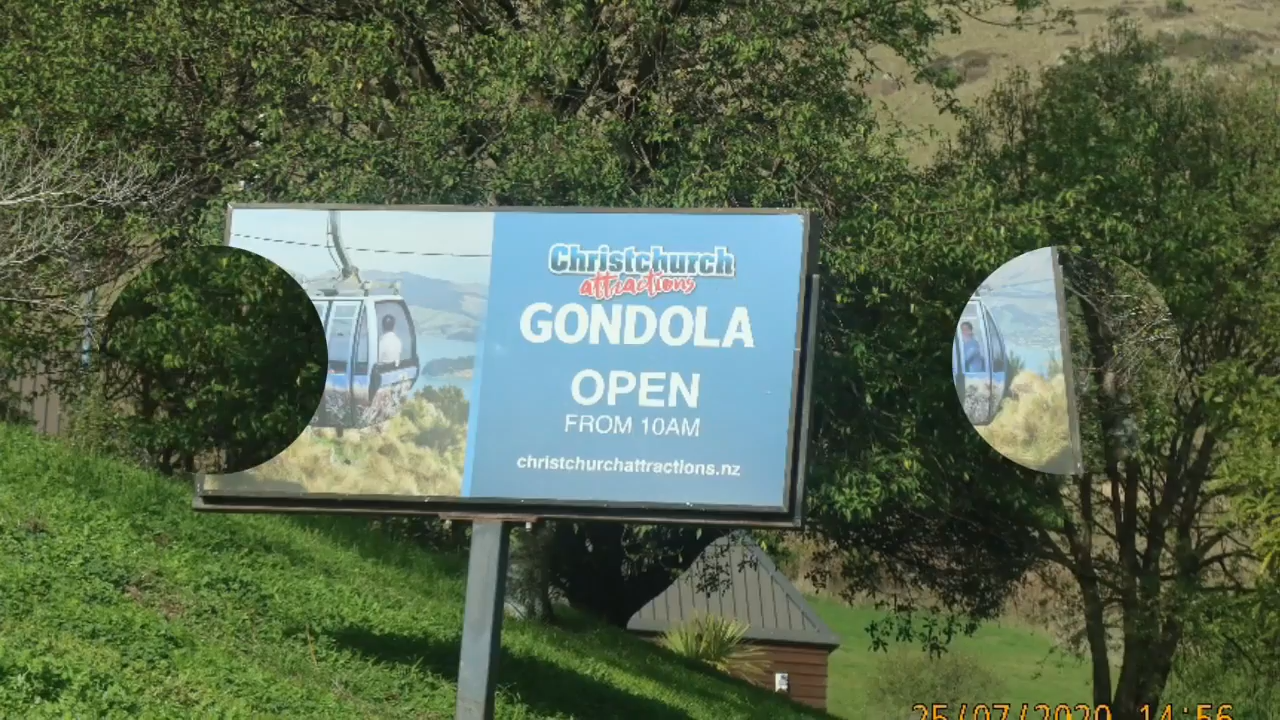 Christchurch
attractions
GONDOLA
OPEN
FROM 10AM
christchurchattractions.nz
25/07/2020 14:56